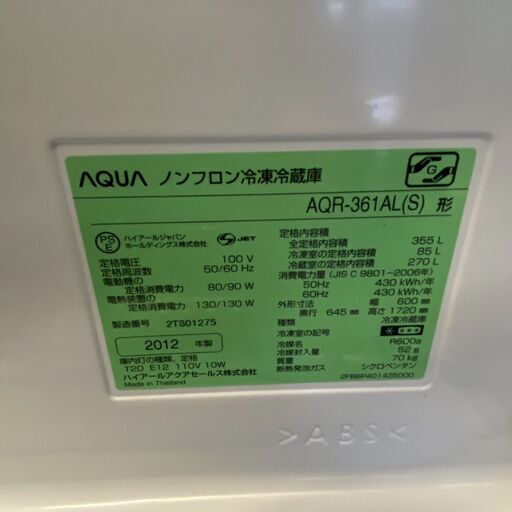 AQUA ノンフロン冷凍冷蔵庫
AQR-361AL(S) 形
G
PS
E
ハイアールジャパン
ホールディングス株式会社
S JET
定格電圧 100 V
定格周波数 50/60 Hz
電動機の
定格消費電力 80/90 W
電熱装置の
定格消費電力 130/130 W
製造番号 2TS01275
2012 年製
庫内灯の種類、定格
T20 E12 110V 10W
ハイアールアクアセールス株式会社
Made in Thailand
定格内容積
全定格内容積 355 L
冷凍室の定格内容積 85 L
冷蔵室の定格内容積 270 L
消費電力量 (JIS C 9801-2006年)
50Hz 430 kWh/年
60Hz 430 kWh/年
外形寸法 幅 600 mm
奥行 645 mm 高さ 1720 mm
種類 冷凍冷蔵庫
冷凍室の記号
冷媒名 R600a
冷媒封入量 52 g
質量 70 kg
断熱発泡ガス シクロペンタン
2FB6P401425000
>ABS<